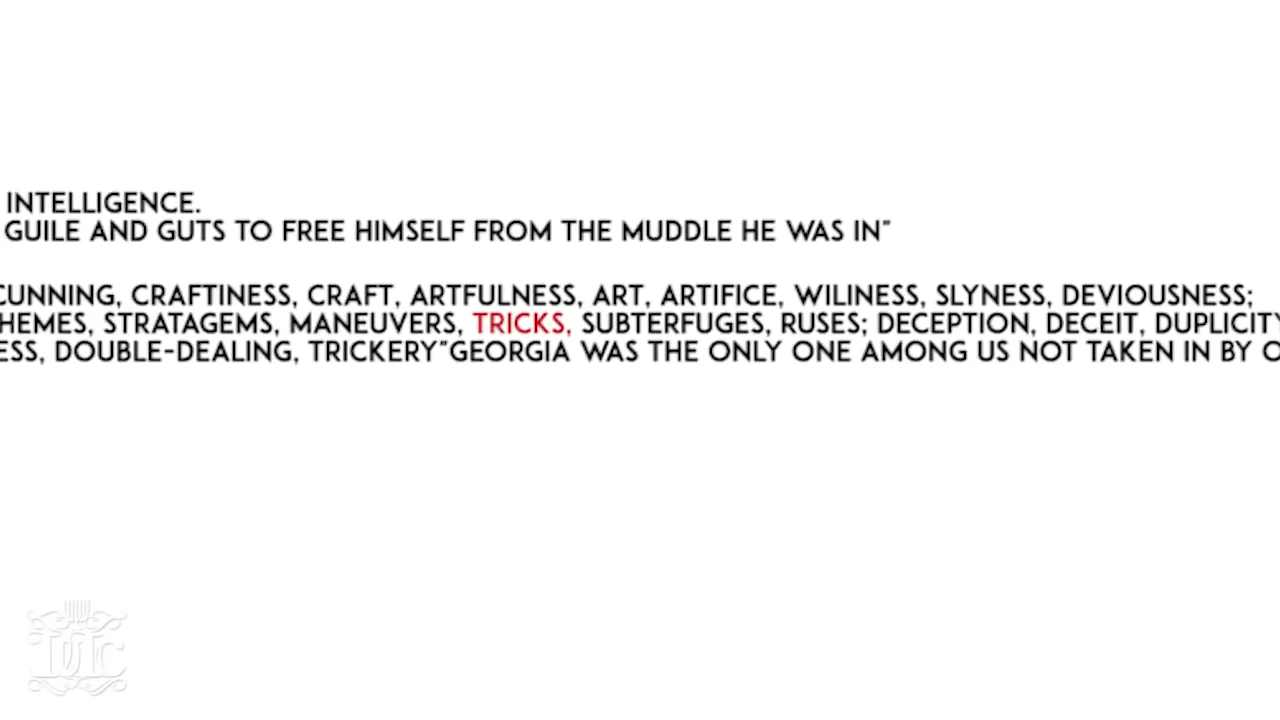 INTELLIGENCE.
GUILE AND GUTS TO FREE HIMSELF FROM THE MUDDLE HE WAS IN"
CUNNING, CRAFTINESS, CRAFT, ARTFULNESS, ART, ARTIFICE, WILINESS, SLYNESS, DEVIOUSNESS;
HEMES, STRATAGEMS, MANEUVERS, TRICKS, SUBTERFUGES, RUSES; DECEPTION, DECEIT, DUPLICITY
ESS, DOUBLE-DEALING, TRICKERY"GEORGIA WAS THE ONLY ONE AMONG US NOT TAKEN IN BY O